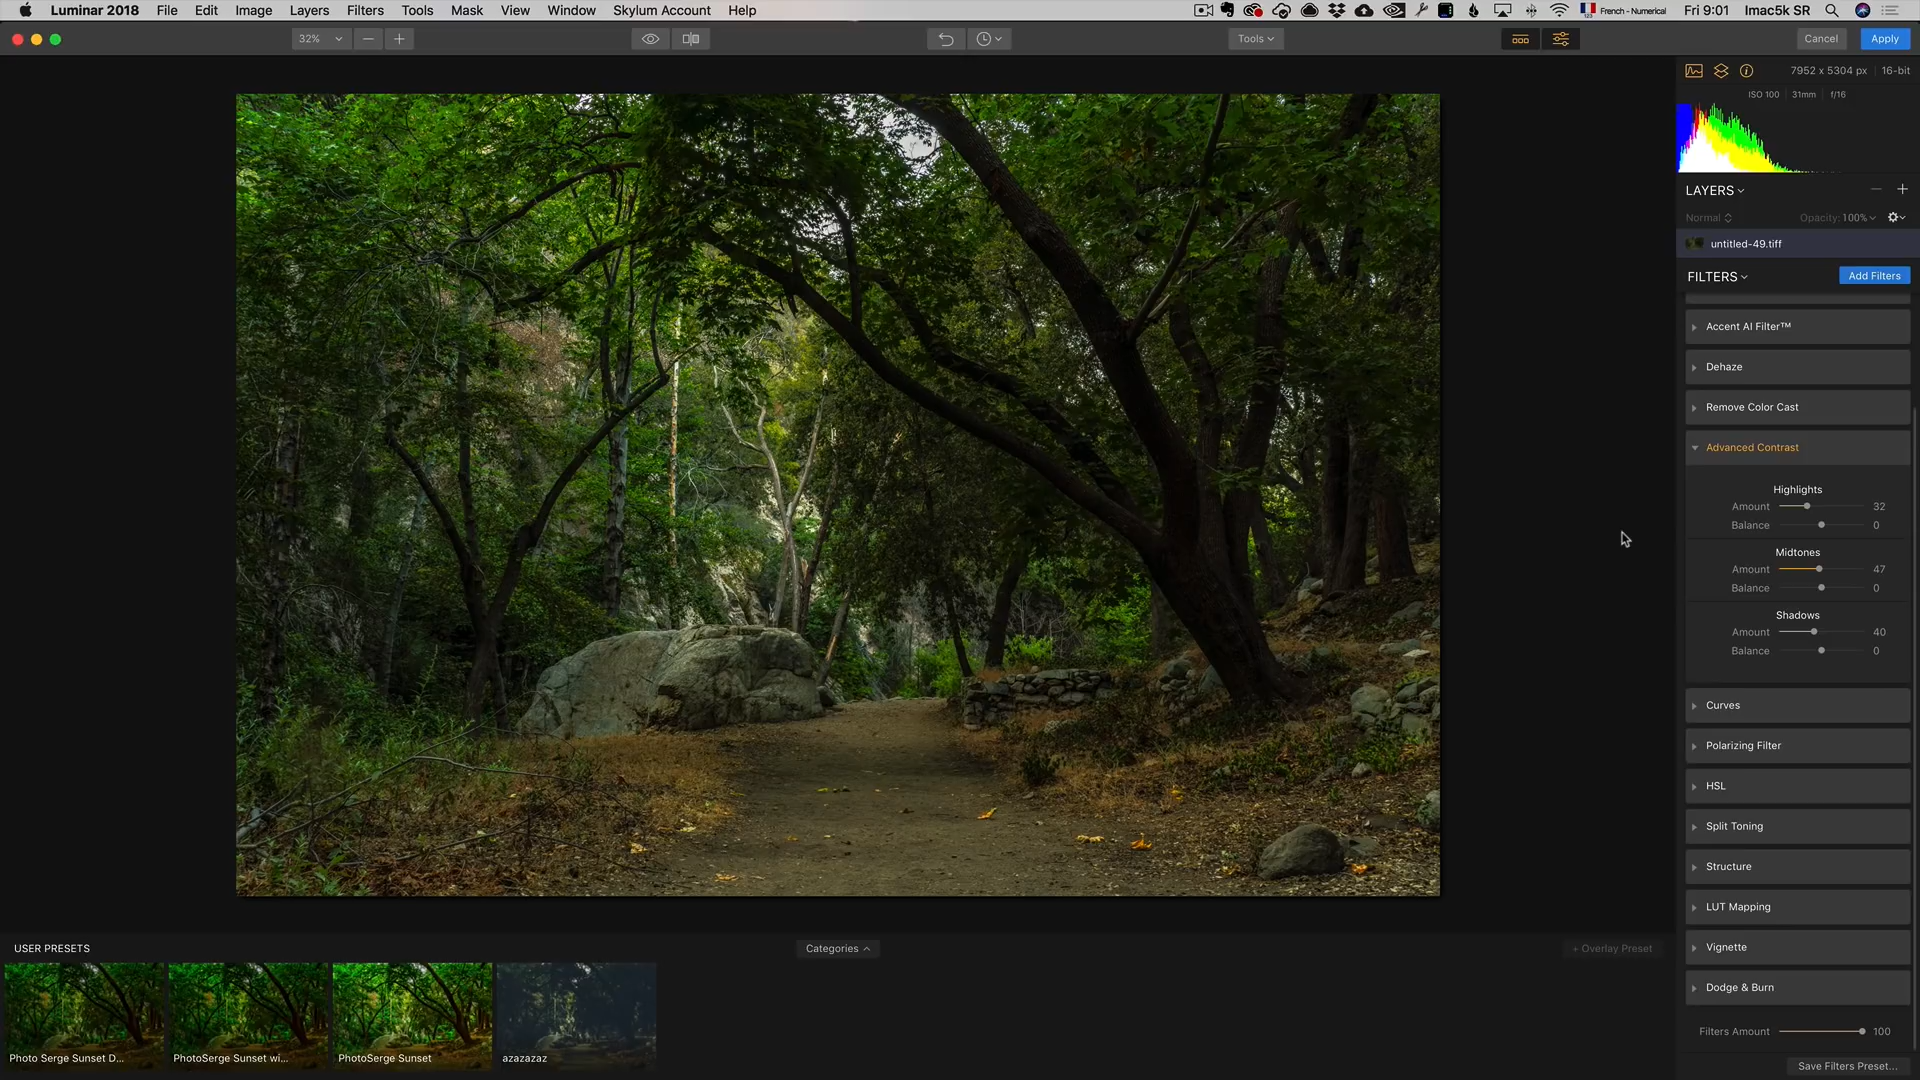 Luminar 2018 File Edit Image Layers Filters Tools Mask View Window Skylum Account Help French - Numerical Fri 9:01 Imac5k SR
32% Tools Cancel Apply
7952 x 5304 px 16-bit
ISO 100 31mm f/16
LAYERS
Normal Opacity: 100%
untitled-49.tiff
FILTERS Add Filters
Accent AI Filter™
Dehaze
Remove Color Cast
Advanced Contrast
Highlights
Amount 32
Balance 0
Midtones
Amount 47
Balance 0
Shadows
Amount 40
Balance 0
Curves
Polarizing Filter
HSL
Split Toning
Structure
LUT Mapping
Vignette
Dodge & Burn
Filters Amount 100
Save Filters Preset...
USER PRESETS Categories + Overlay Preset
Photo Serge Sunset D... PhotoSerge Sunset wi... PhotoSerge Sunset azazazaz